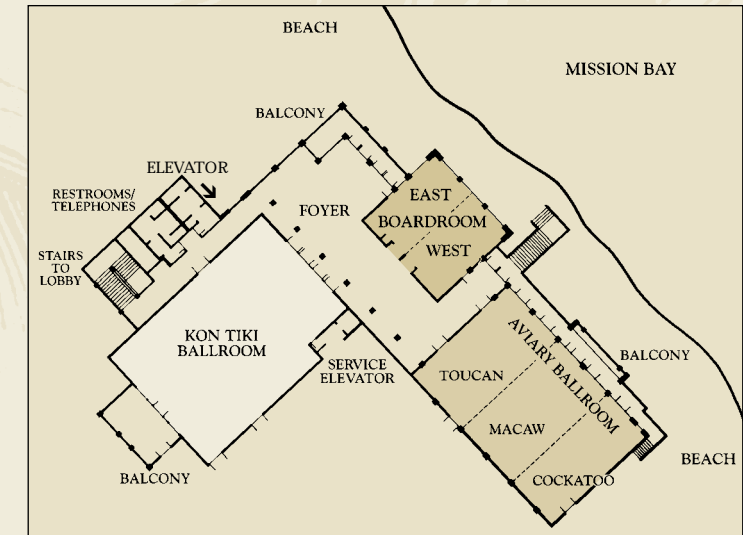 BEACH
MISSION BAY
BALCONY
ELEVATOR
RESTROOMS/
TELEPHONES
EAST
BOARDROOM
WEST
FOYER
STAIRS
TO
LOBBY
KON TIKI
BALLROOM
SERVICE
ELEVATOR
AVIARY BALLROOM
BALCONY
TOUCAN
MACAW
COCKATOO
BEACH
BALCONY